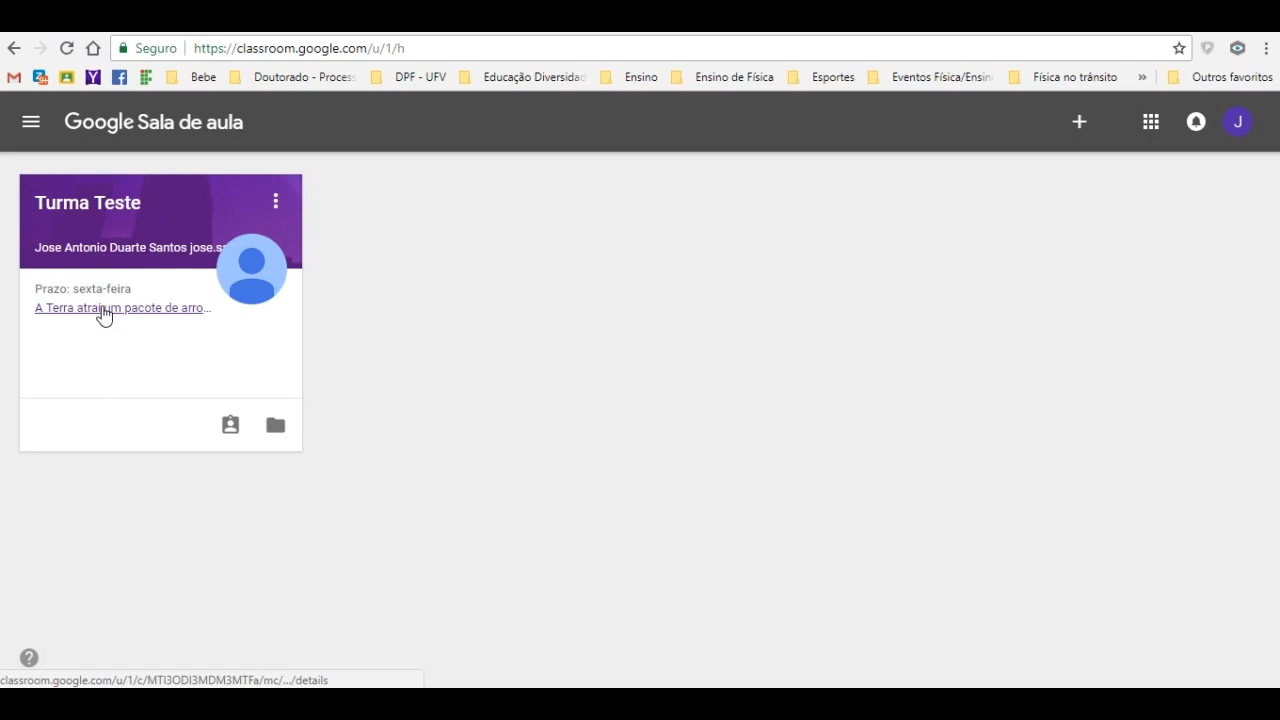 Seguro https://classroom.google.com/u/1/h
Bebe Doutorado - Process DPF - UFV Educação Diversidad Ensino Ensino de Física Esportes Eventos Física/Ensin Física no trânsito » Outros favoritos
Google Sala de aula
J
Turma Teste
Jose Antonio Duarte Santos jose.sa
Prazo: sexta-feira
A Terra atrai um pacote de arro...
classroom.google.com/u/1/c/MTI3ODI3MDM3MTFa/mc/.../details